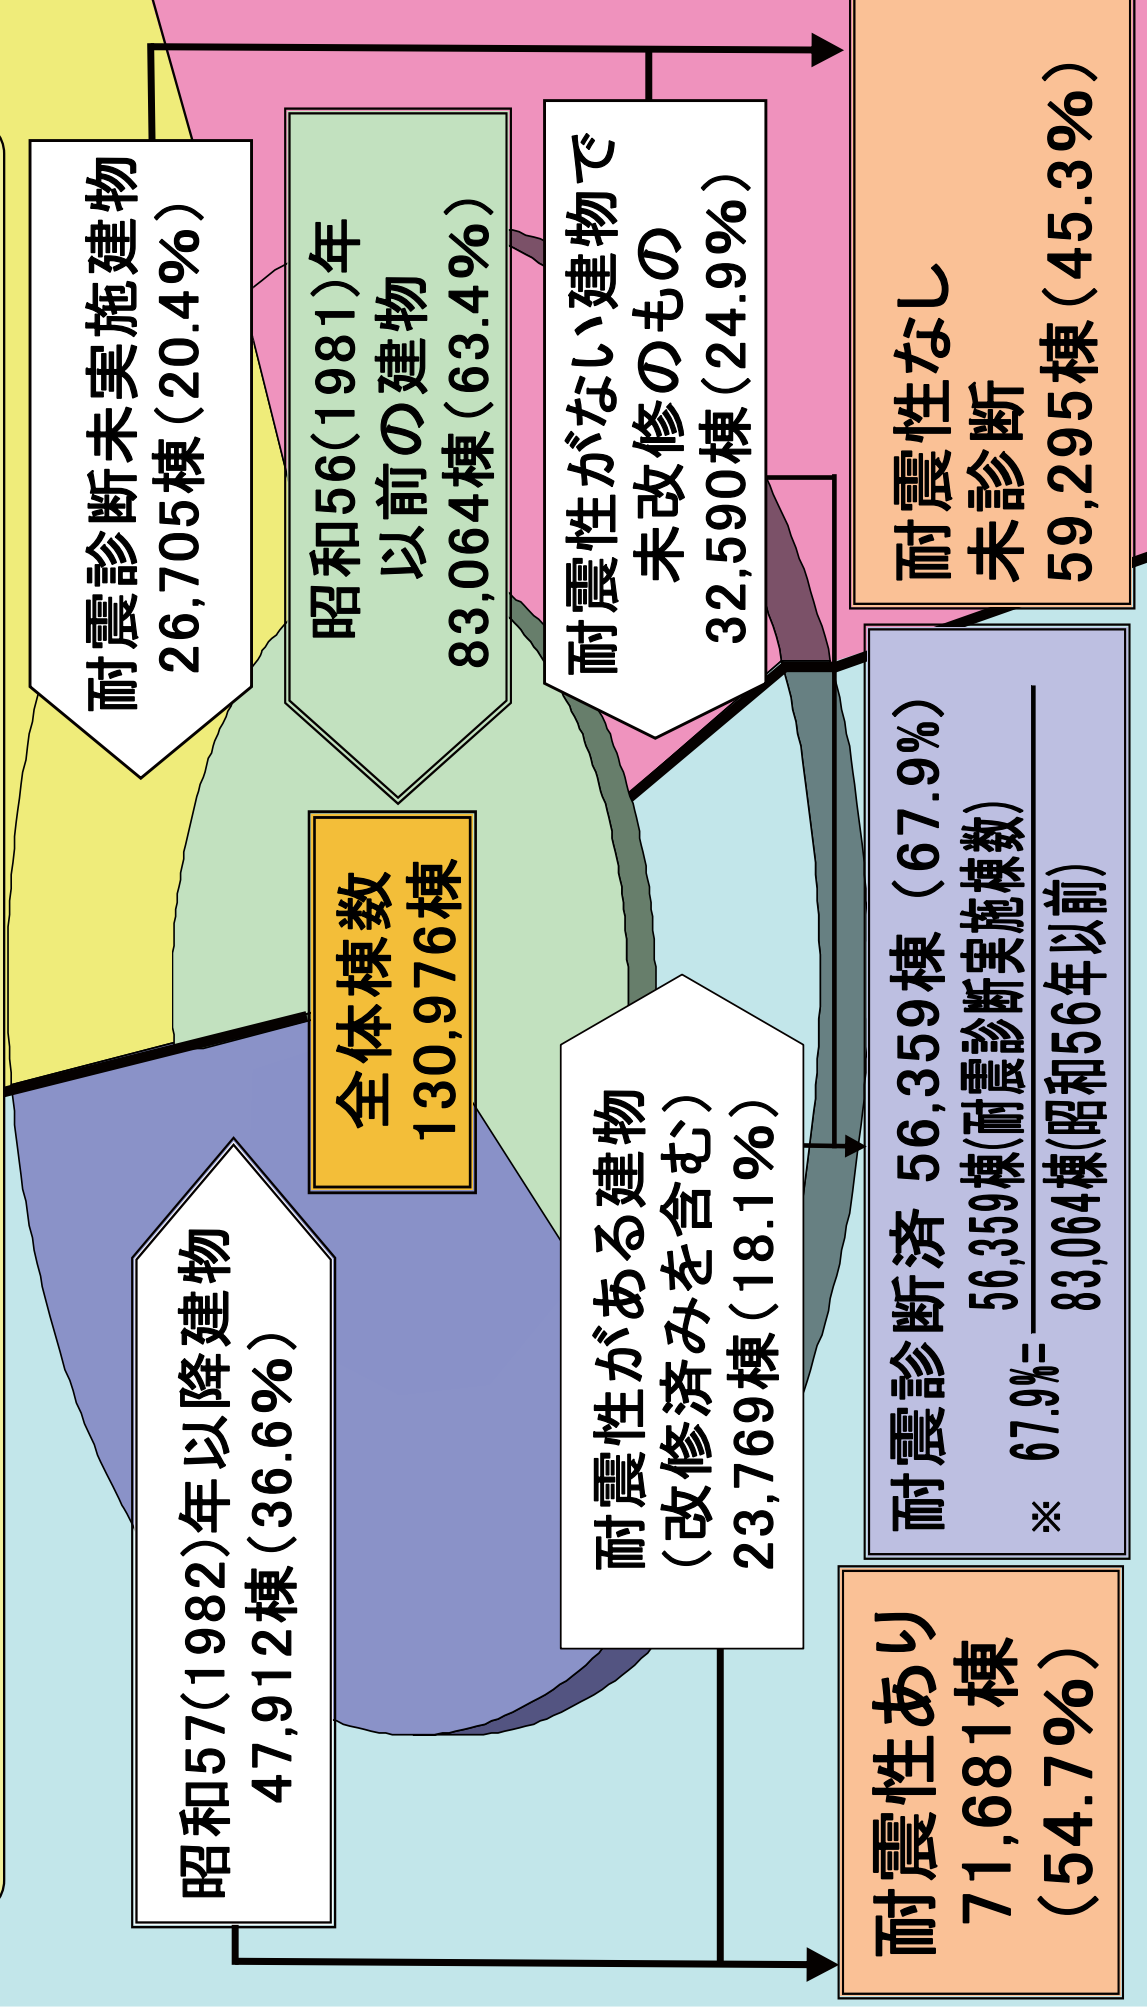 昭和57(1982)年以降建物
47,912棟(36.6%)
全体棟数
130,976棟
耐震診断未実施建物
26,705棟(20.4%)
昭和56(1981)年
以前の建物
83,064棟(63.4%)
耐震性がない建物で
未改修のもの
32,590棟(24.9%)
耐震性がある建物
(改修済みを含む)
23,769棟(18.1%)
耐震性あり
71,681棟
(54.7%)
耐震診断済 56,359棟 (67.9%)
56,359棟(耐震診断実施棟数)
※ 67.9%=
83,064棟(昭和56年以前)
耐震性なし
未診断
59,295棟(45.3%)